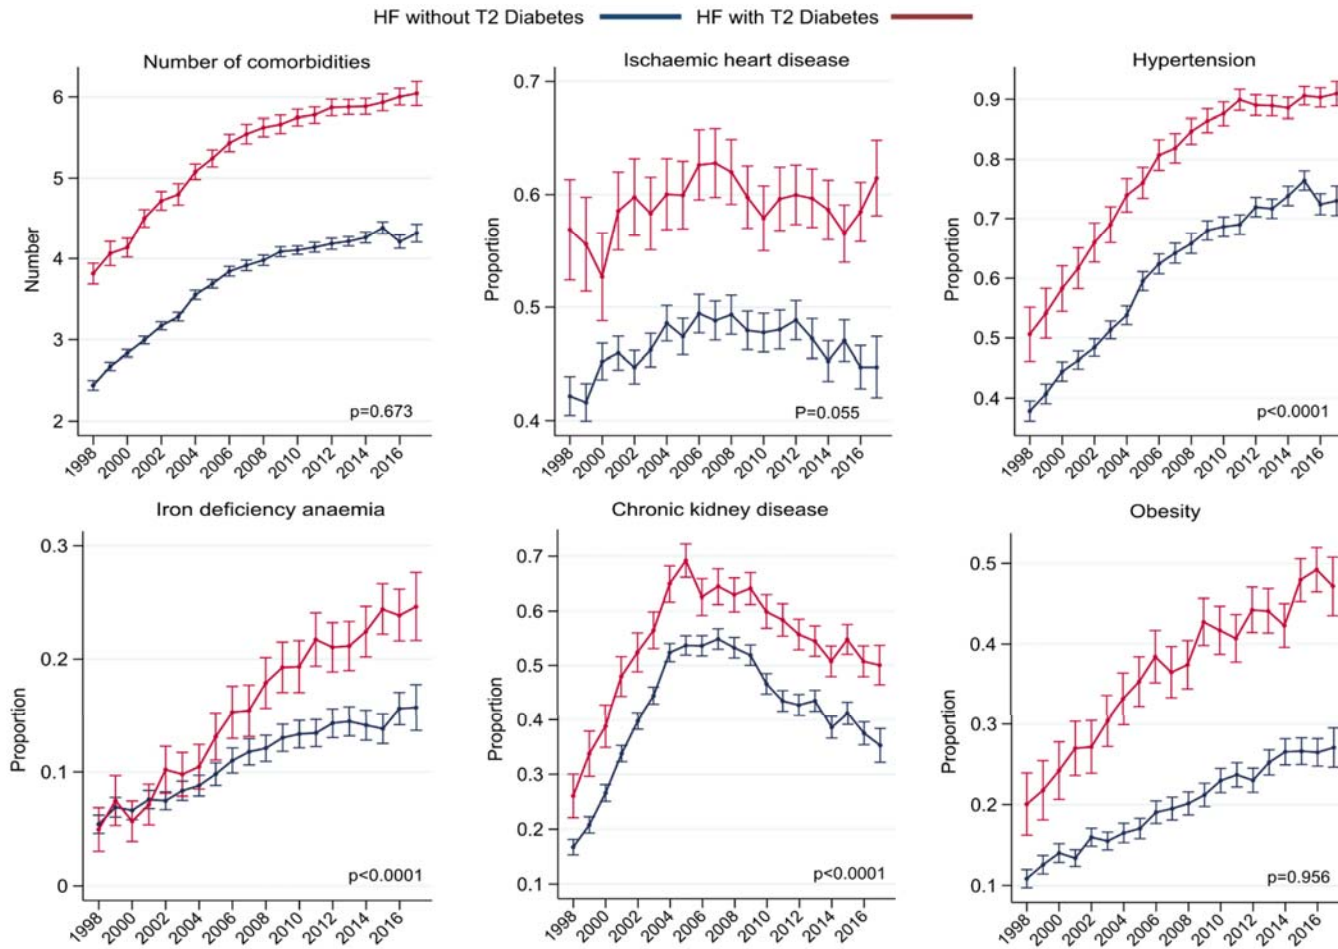 HF without T2 Diabetes HF with T2 Diabetes
Number of comorbidities
Number
6
5
4
3
2
p=0.673
1998 2000 2002 2004 2006 2008 2010 2012 2014 2016
Ischaemic heart disease
Proportion
0.7
0.6
0.5
0.4
P=0.055
1998 2000 2002 2004 2006 2008 2010 2012 2014 2016
Hypertension
Proportion
0.9
0.8
0.7
0.6
0.5
0.4
p<0.0001
1998 2000 2002 2004 2006 2008 2010 2012 2014 2016
Iron deficiency anaemia
Proportion
0.3
0.2
0.1
0
p<0.0001
1998 2000 2002 2004 2006 2008 2010 2012 2014 2016
Chronic kidney disease
Proportion
0.7
0.6
0.5
0.4
0.3
0.2
0.1
p<0.0001
1998 2000 2002 2004 2006 2008 2010 2012 2014 2016
Obesity
Proportion
0.5
0.4
0.3
0.2
0.1
p=0.956
1998 2000 2002 2004 2006 2008 2010 2012 2014 2016